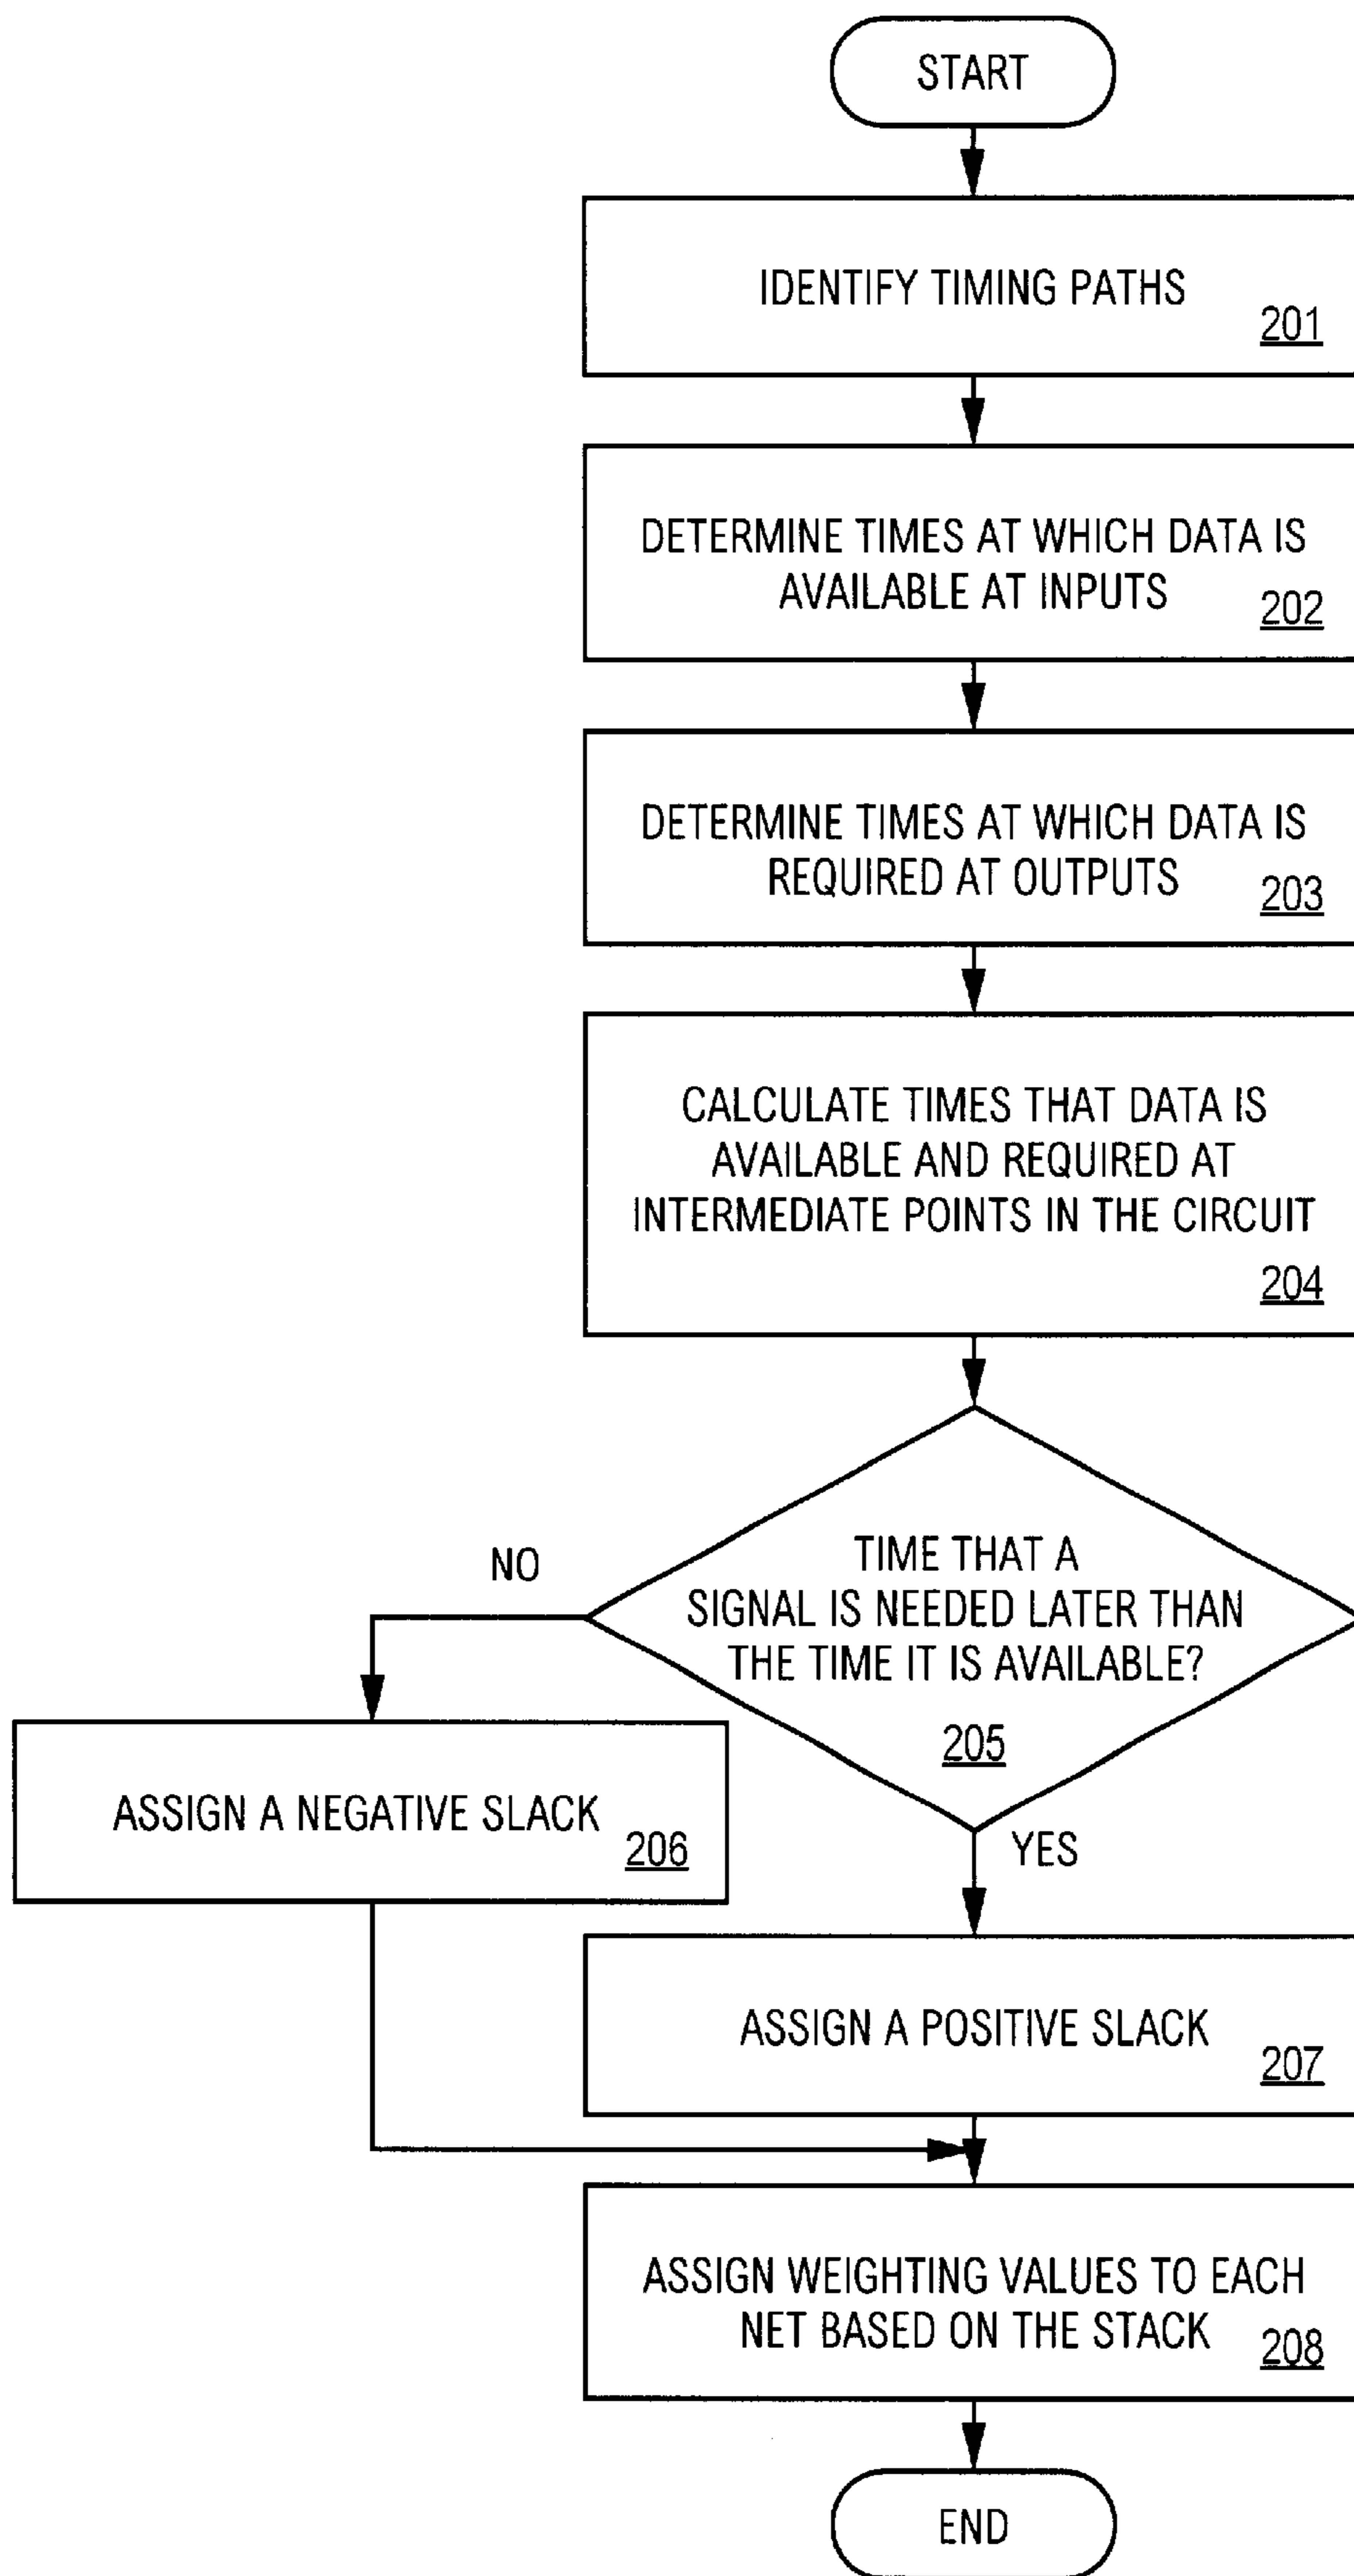 START
IDENTIFY TIMING PATHS
201
DETERMINE TIMES AT WHICH DATA IS
AVAILABLE AT INPUTS
202
DETERMINE TIMES AT WHICH DATA IS
REQUIRED AT OUTPUTS
203
CALCULATE TIMES THAT DATA IS
AVAILABLE AND REQUIRED AT
INTERMEDIATE POINTS IN THE CIRCUIT
204
TIME THAT A
SIGNAL IS NEEDED LATER THAN
THE TIME IT IS AVAILABLE?
205
NO
ASSIGN A NEGATIVE SLACK
206
YES
ASSIGN A POSITIVE SLACK
207
ASSIGN WEIGHTING VALUES TO EACH
NET BASED ON THE STACK
208
END